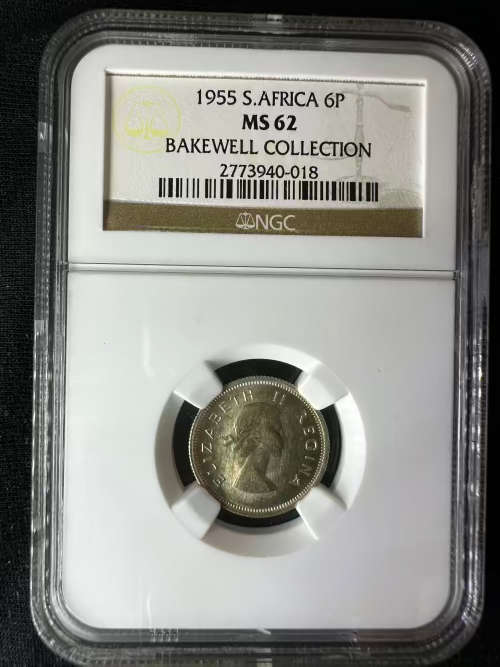 1955 S.AFRICA 6P
MS 62
BAKEWELL COLLECTION
2773940-018
NGC
ELIZABETH II REGINA